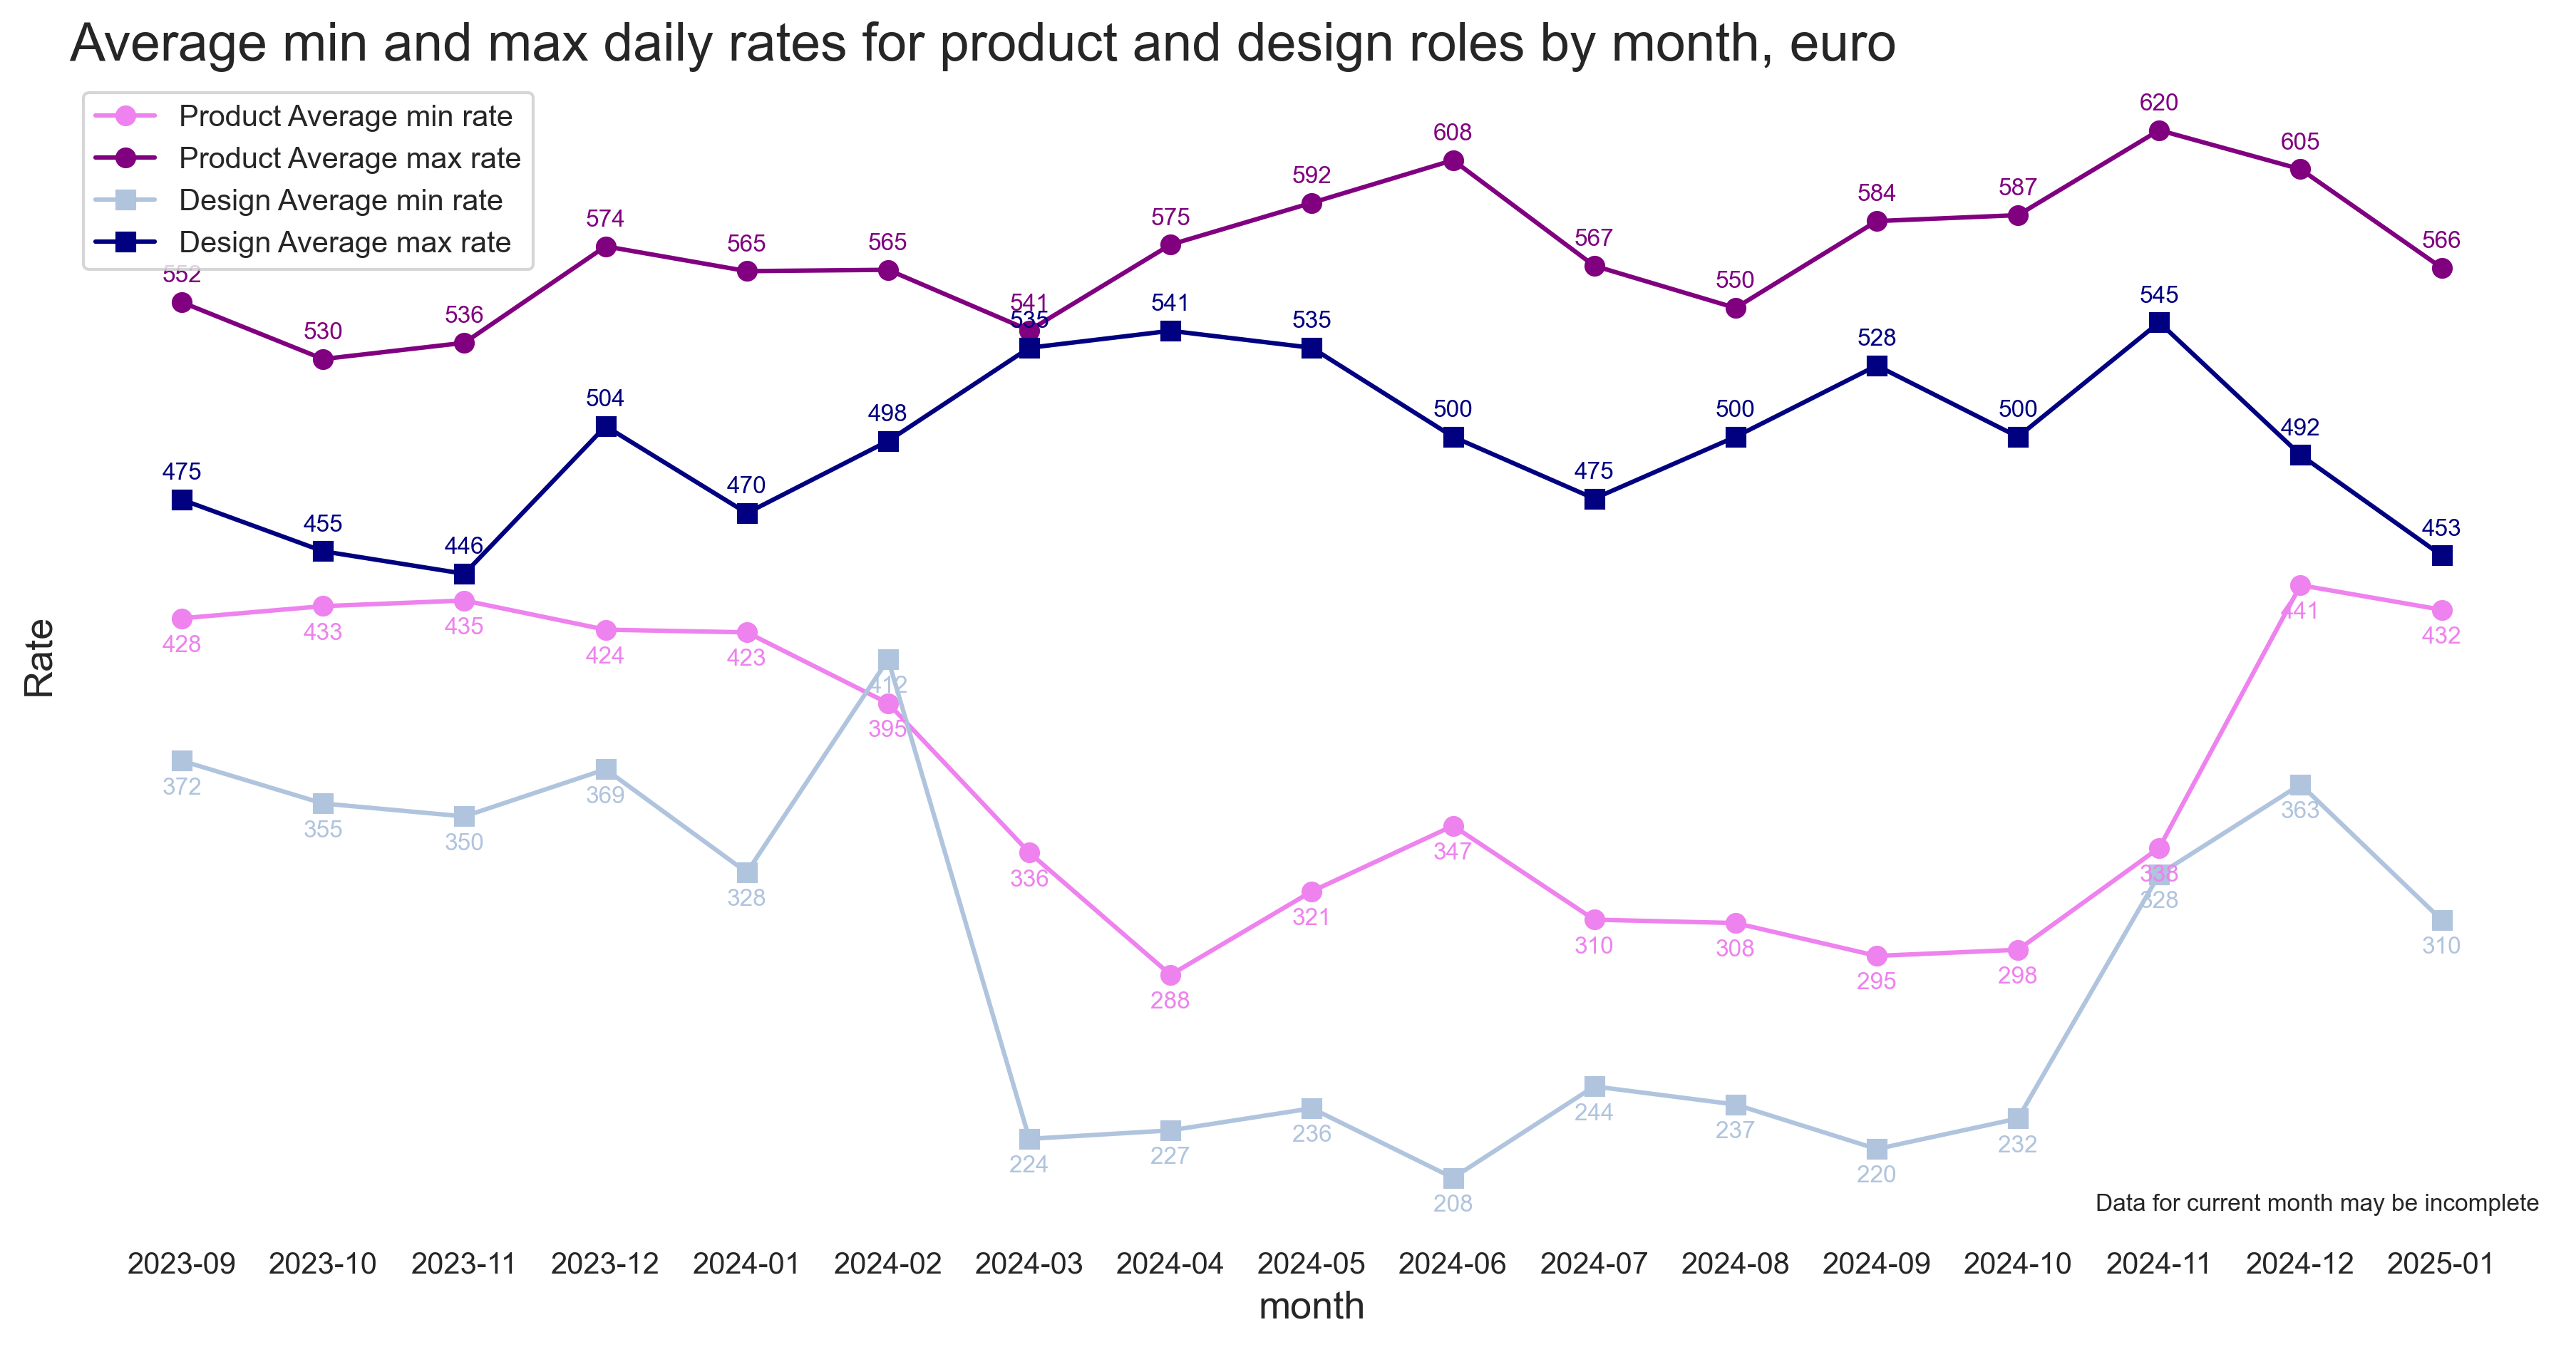 Average min and max daily rates for product and design roles by month, euro
Product Average min rate
Product Average max rate
Design Average min rate
Design Average max rate
552 530 536 574 565 565 541 575 592 608 567 550 584 587 620 605 566
475 455 446 504 470 498 535 541 535 500 475 500 528 500 545 492 453
428 433 435 424 423 395 336 288 321 347 310 308 295 298 338 441 432
372 355 350 369 328 412 224 227 236 208 244 237 220 232 328 363 310
Rate
Data for current month may be incomplete
2023-09 2023-10 2023-11 2023-12 2024-01 2024-02 2024-03 2024-04 2024-05 2024-06 2024-07 2024-08 2024-09 2024-10 2024-11 2024-12 2025-01
month